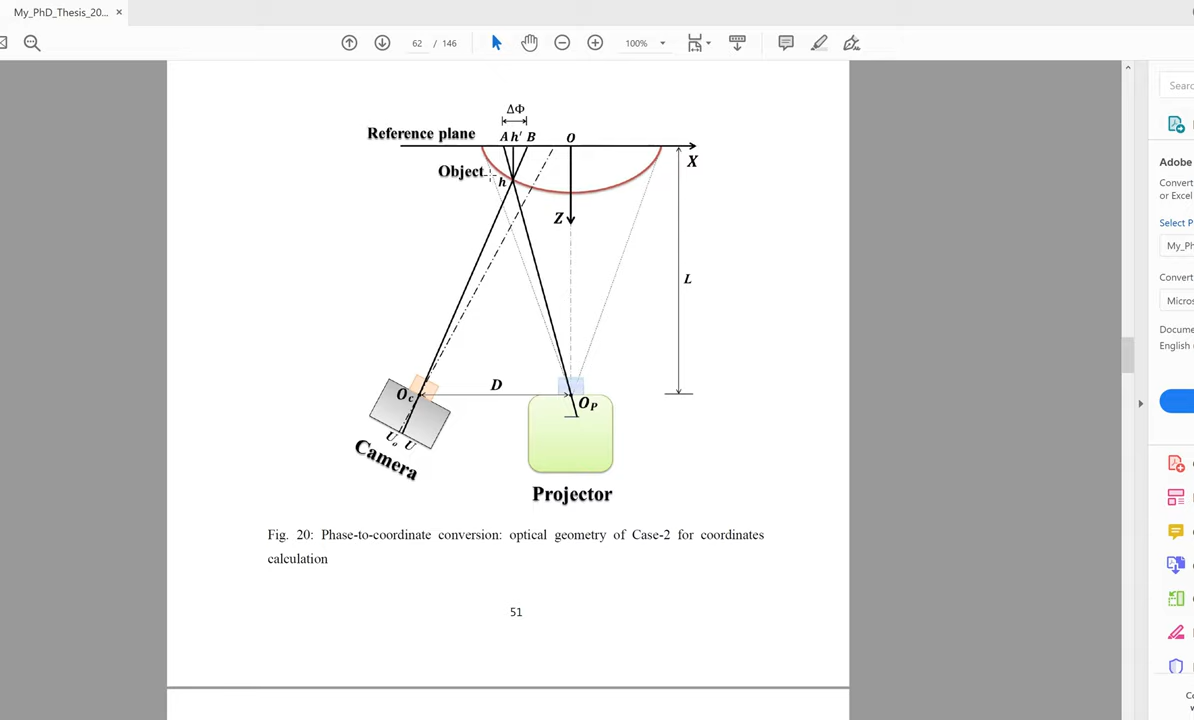 My_PhD_Thesis_20...
62 / 146
100%
ΔΦ
Reference plane
A h′ B O
X
Object
h
Z
L
D
O_c
O_P
U_o U
Camera
Projector
Fig. 20: Phase-to-coordinate conversion: optical geometry of Case-2 for coordinates
calculation
51
Searc
Adobe
Convert
or Excel
Select P
My_Ph
Convert
Micros
Docume
English